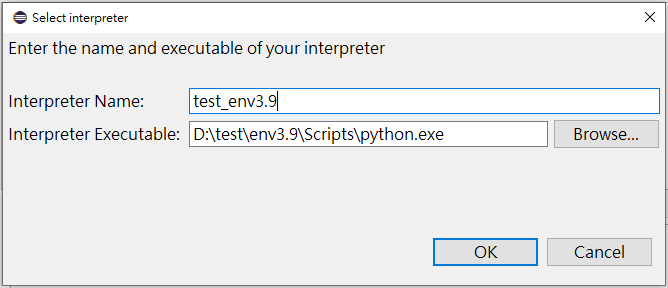 Select interpreter
Enter the name and executable of your interpreter
Interpreter Name: test_env3.9
Interpreter Executable: D:\test\env3.9\Scripts\python.exe Browse...
OK Cancel